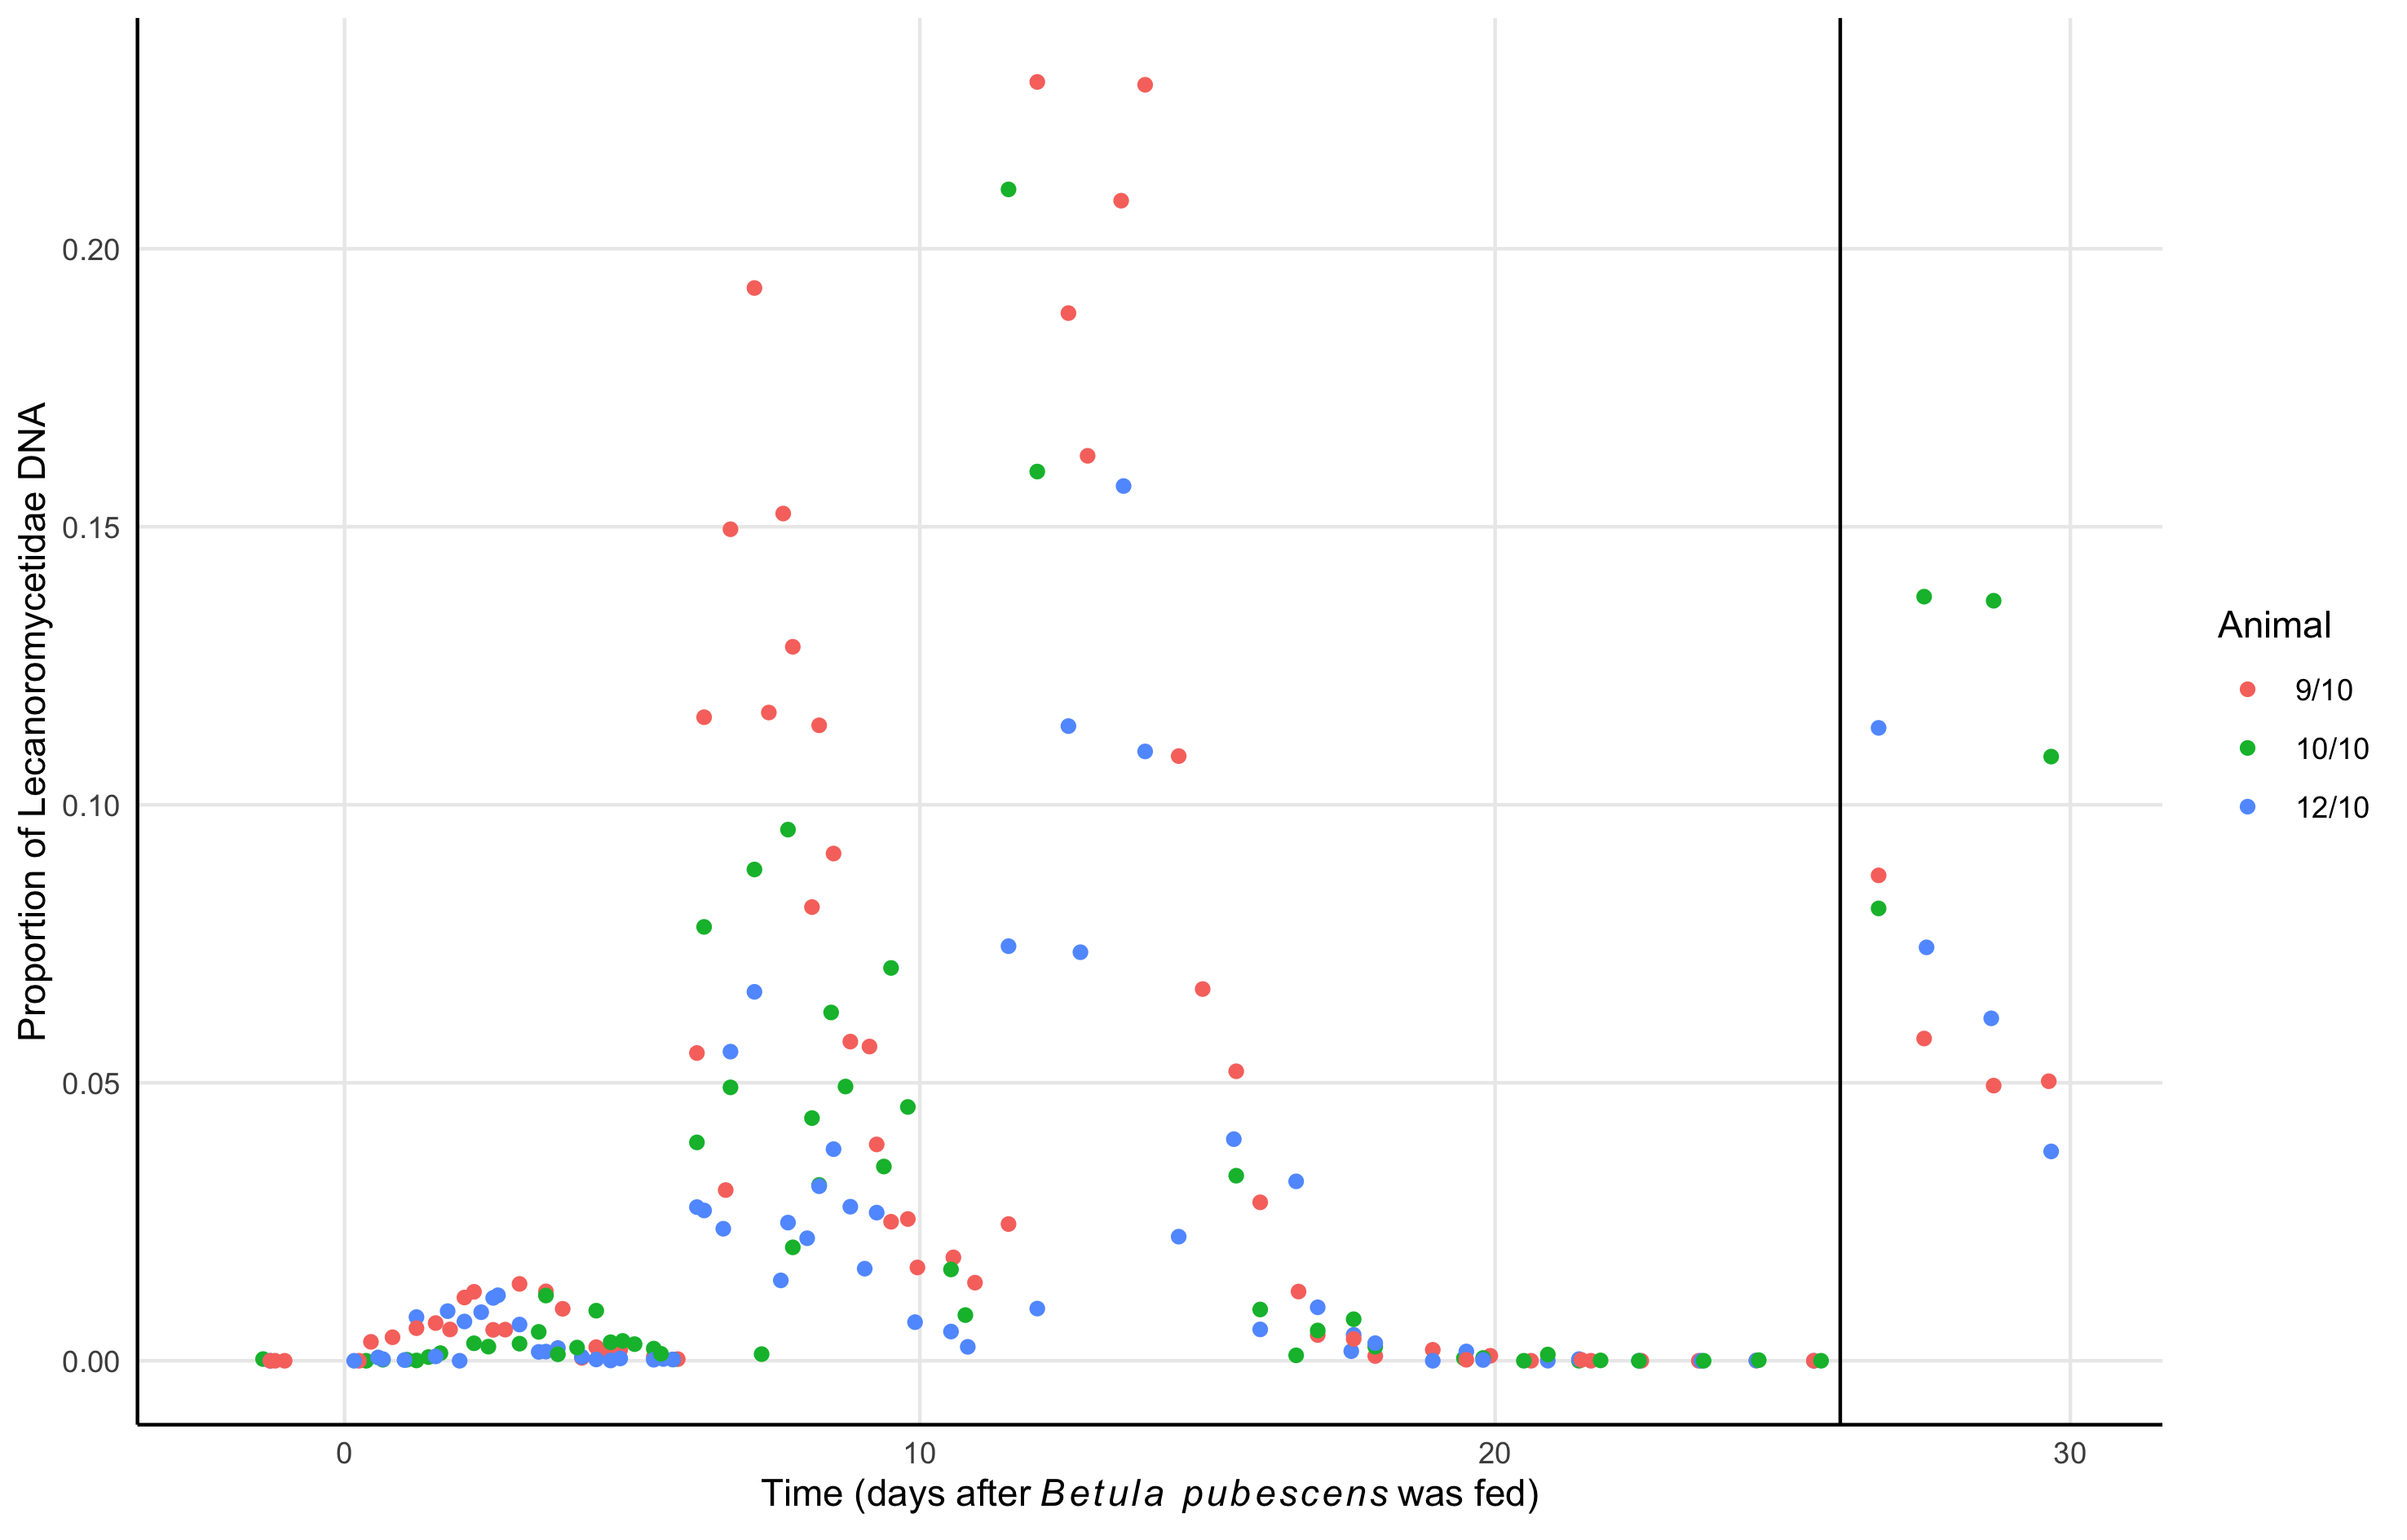 Proportion of Lecanoromycetidae DNA
0.20
0.15
0.10
0.05
0.00
0 10 20 30
Time (days after Betula pubescens was fed)
Animal
9/10
10/10
12/10